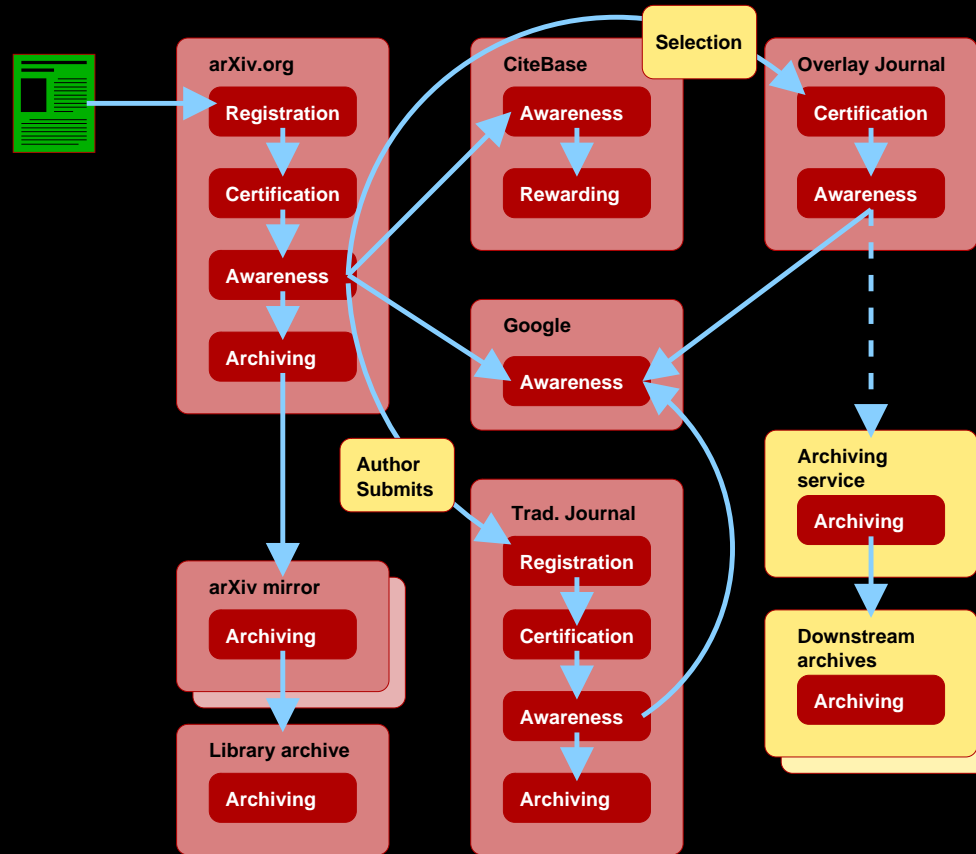 arXiv.org
Registration
Certification
Awareness
Archiving
CiteBase
Awareness
Rewarding
Selection
Overlay Journal
Certification
Awareness
Google
Awareness
Author
Submits
Trad. Journal
Registration
Certification
Awareness
Archiving
Archiving
service
Archiving
Downstream
archives
Archiving
arXiv mirror
Archiving
Library archive
Archiving